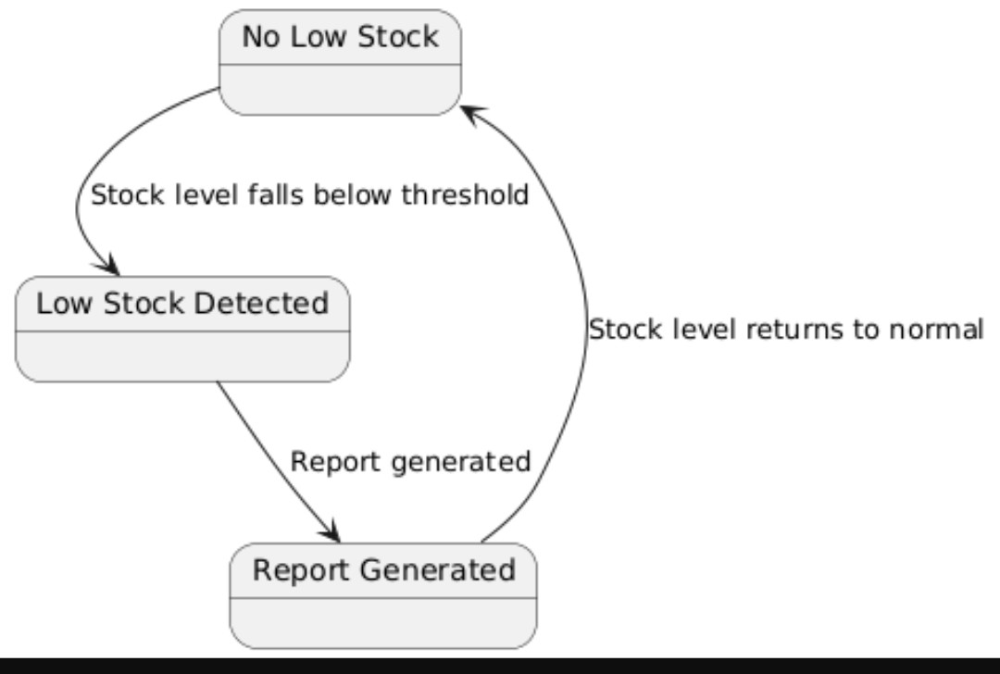 No Low Stock
Stock level falls below threshold
Low Stock Detected
Stock level returns to normal
Report generated
Report Generated